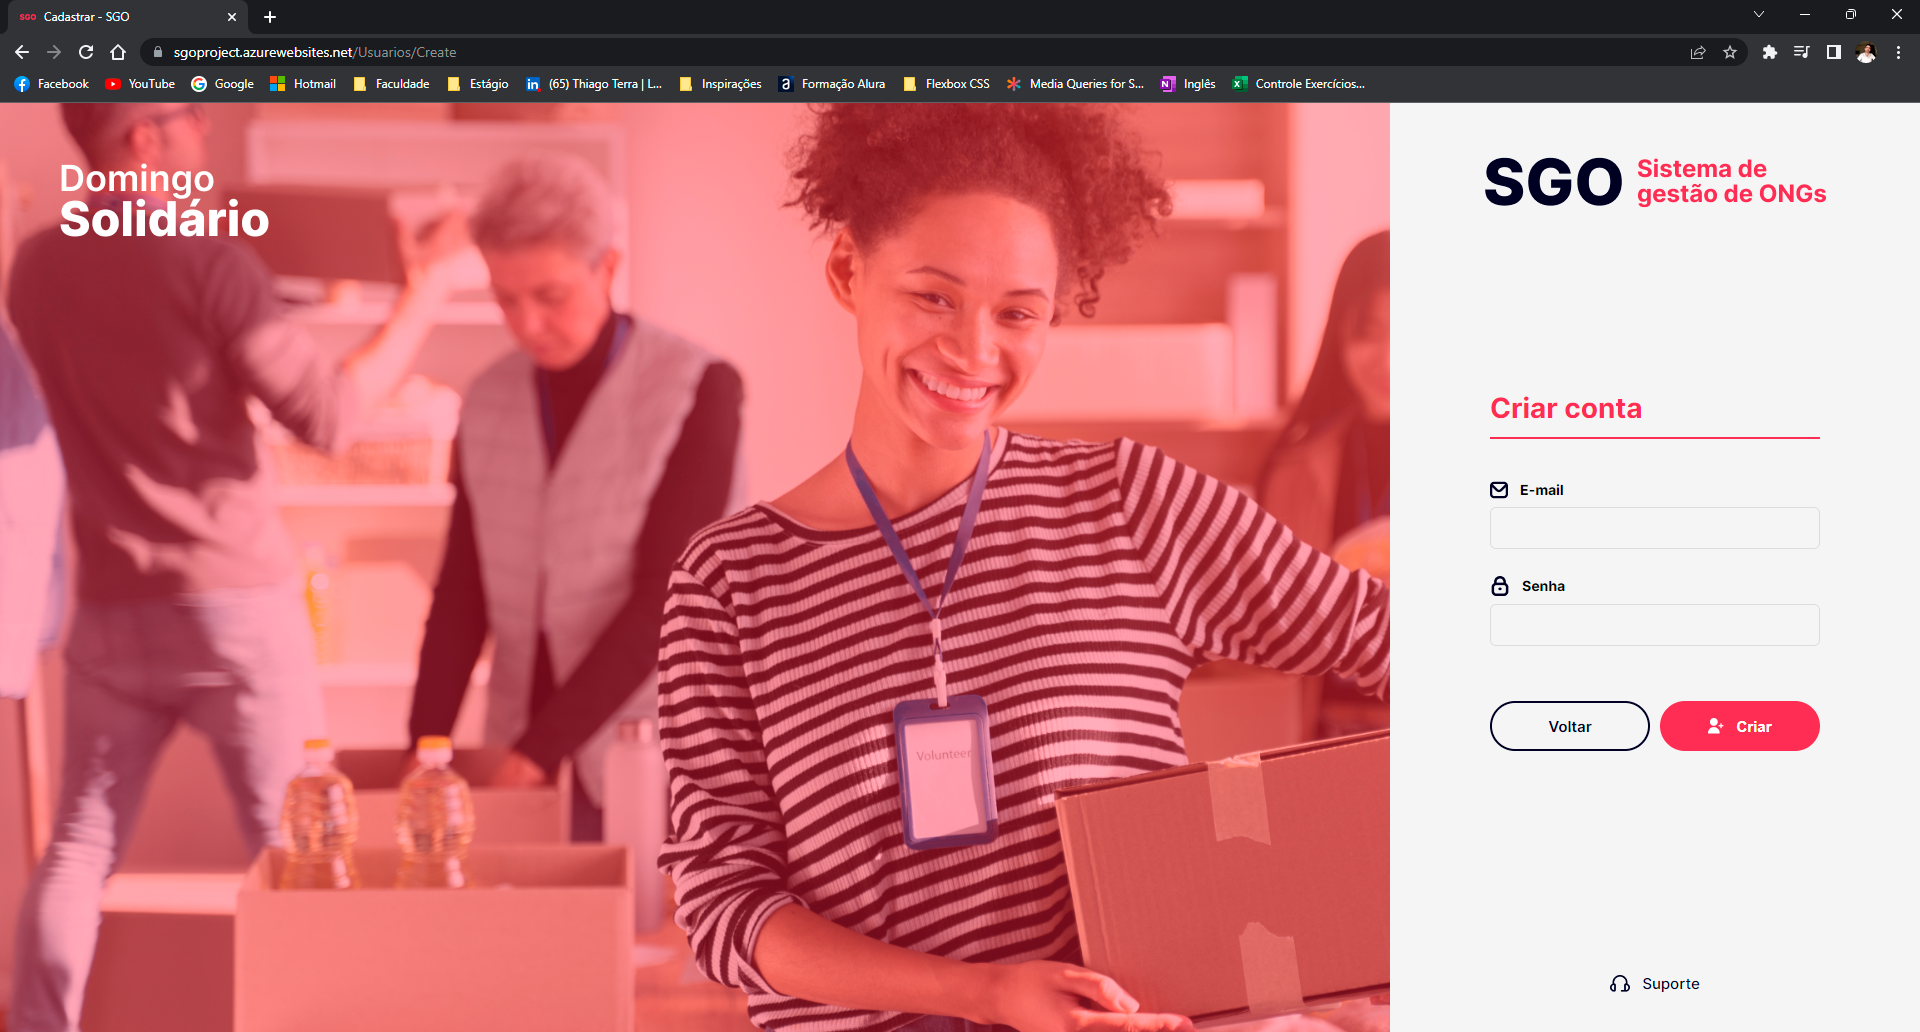 SGO Cadastrar - SGO
sgoproject.azurewebsites.net/Usuarios/Create
Facebook YouTube Google Hotmail Faculdade Estágio in (65) Thiago Terra | L... Inspirações a Formação Alura Flexbox CSS Media Queries for S... N Inglês X Controle Exercícios...
Domingo
Solidário
Volunteer
SGO
Sistema de
gestão de ONGs
Criar conta
E-mail
Senha
Voltar
Criar
Suporte